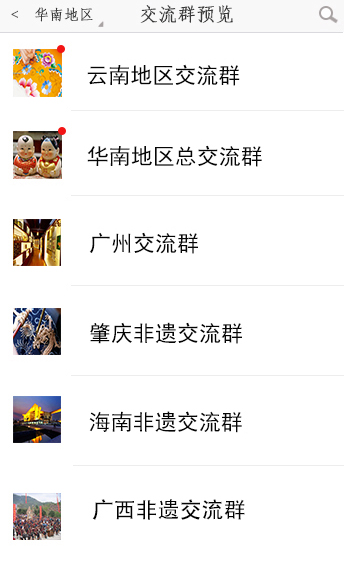 < 华南地区 交流群预览
云南地区交流群
华南地区总交流群
广州交流群
肇庆非遗交流群
海南非遗交流群
广西非遗交流群